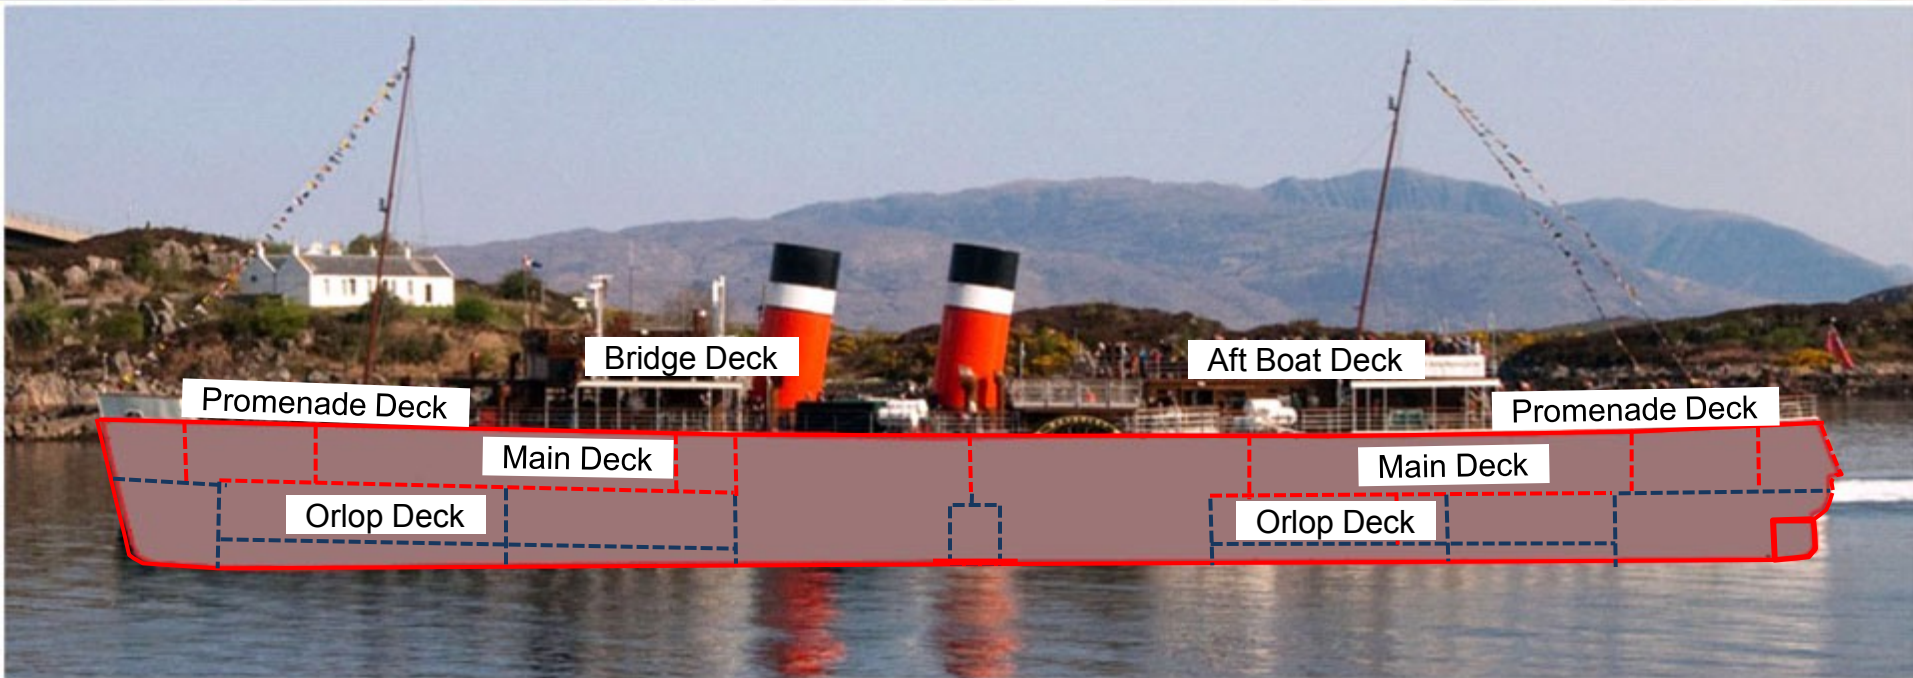 Bridge Deck
Aft Boat Deck
Promenade Deck
Promenade Deck
Main Deck
Main Deck
Orlop Deck
Orlop Deck